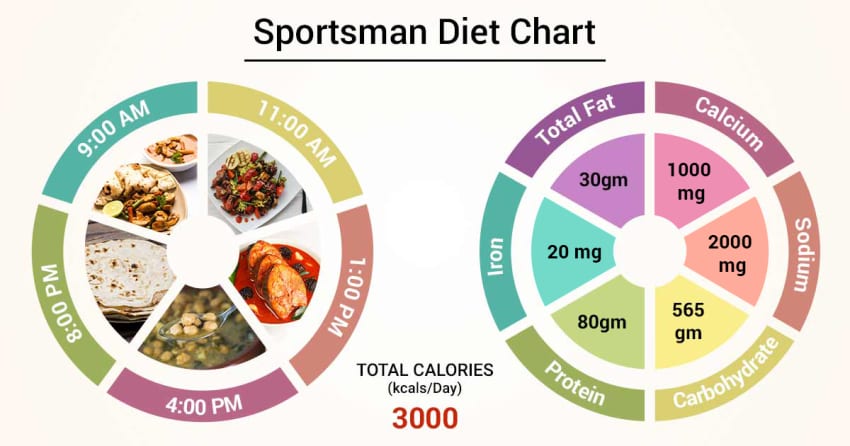 Sportsman Diet Chart
9:00 AM
11:00 AM
1:00 PM
4:00 PM
8:00 PM
TOTAL CALORIES
(kcals/Day)
3000
Total Fat
30gm
Calcium
1000
mg
Sodium
2000
mg
Carbohydrate
565
gm
Protein
80gm
Iron
20 mg